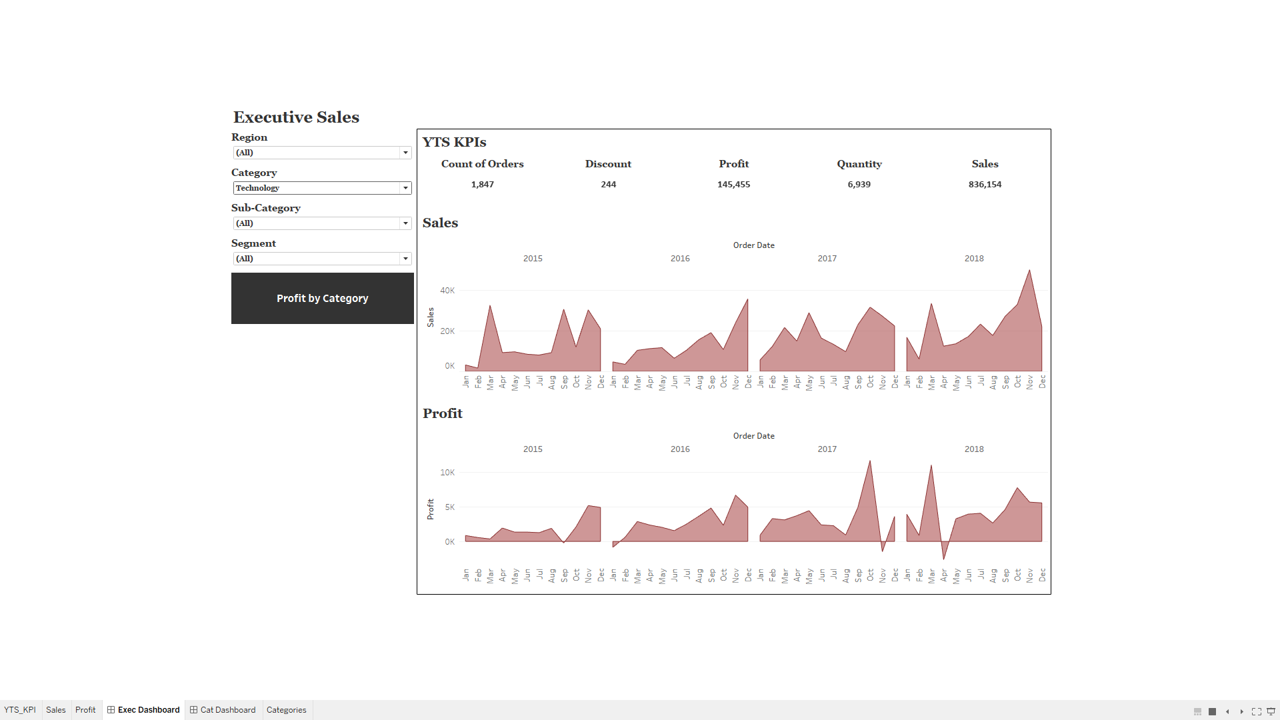 Executive Sales
Region
(All)
Category
Technology
Sub-Category
(All)
Segment
(All)
Profit by Category
YTS KPIs
Count of Orders Discount Profit Quantity Sales
1,847 244 145,455 6,939 836,154
Sales
Order Date
2015 2016 2017 2018
Sales
40K
20K
0K
Jan Feb Mar Apr May Jun Jul Aug Sep Oct Nov Dec Jan Feb Mar Apr May Jun Jul Aug Sep Oct Nov Dec Jan Feb Mar Apr May Jun Jul Aug Sep Oct Nov Dec Jan Feb Mar Apr May Jun Jul Aug Sep Oct Nov Dec
Profit
Order Date
2015 2016 2017 2018
Profit
10K
5K
0K
Jan Feb Mar Apr May Jun Jul Aug Sep Oct Nov Dec Jan Feb Mar Apr May Jun Jul Aug Sep Oct Nov Dec Jan Feb Mar Apr May Jun Jul Aug Sep Oct Nov Dec Jan Feb Mar Apr May Jun Jul Aug Sep Oct Nov Dec
YTS_KPI Sales Profit Exec Dashboard Cat Dashboard Categories